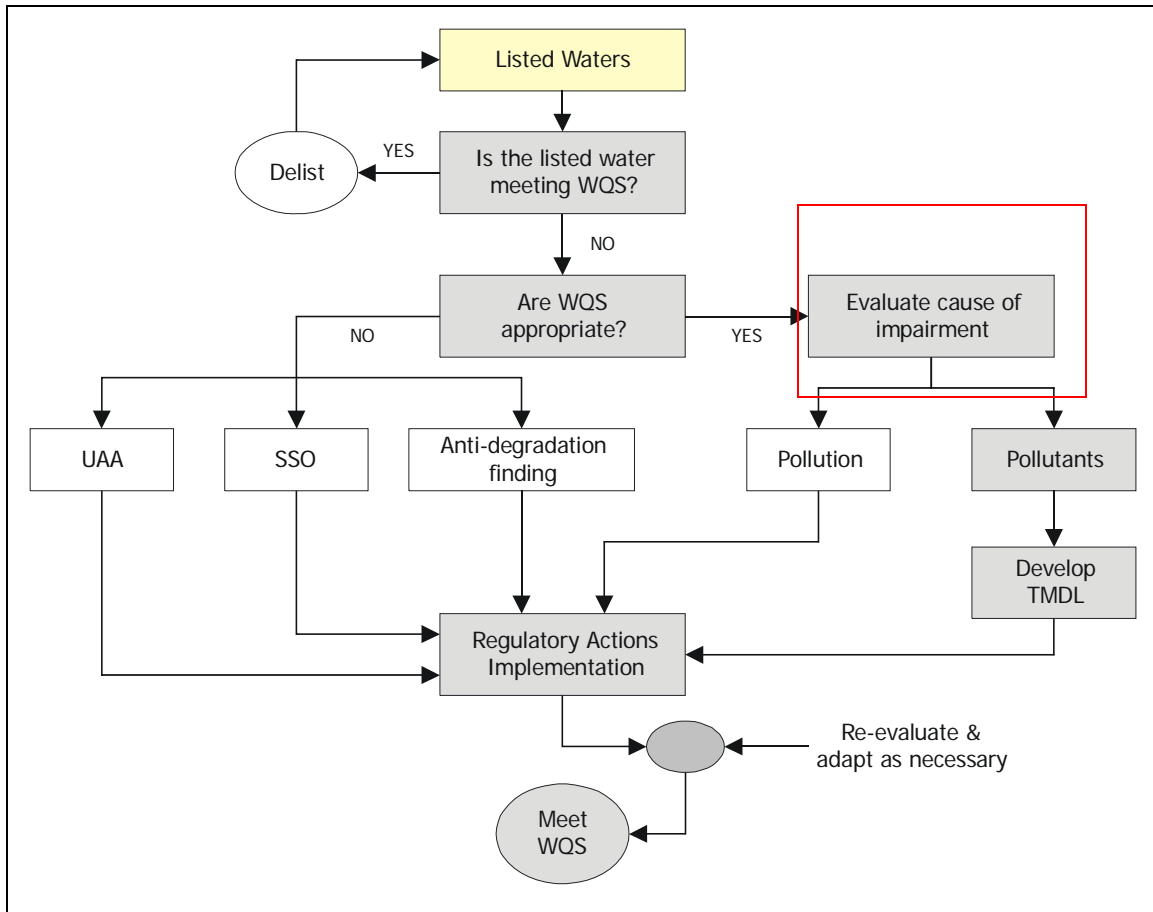 Listed Waters
YES
Delist
Is the listed water
meeting WQS?
NO
Are WQS
appropriate?
Evaluate cause of
impairment
NO
YES
UAA
SSO
Anti-degradation
finding
Pollution
Pollutants
Develop
TMDL
Regulatory Actions
Implementation
Re-evaluate &
adapt as necessary
Meet
WQS